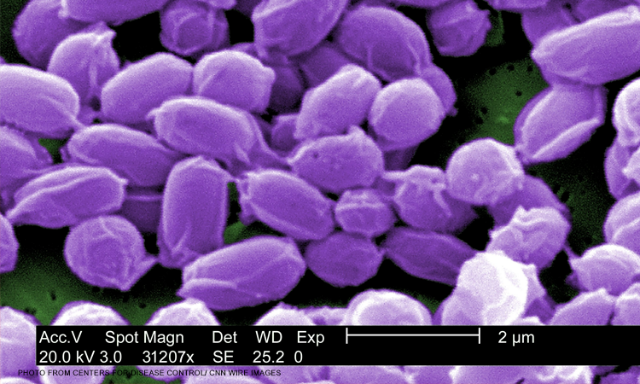 Acc.V Spot Magn Det WD Exp 2 μm
20.0 kV 3.0 31207x SE 25.2 0
PHOTO FROM CENTERS FOR DISEASE CONTROL/ CNN WIRE IMAGES